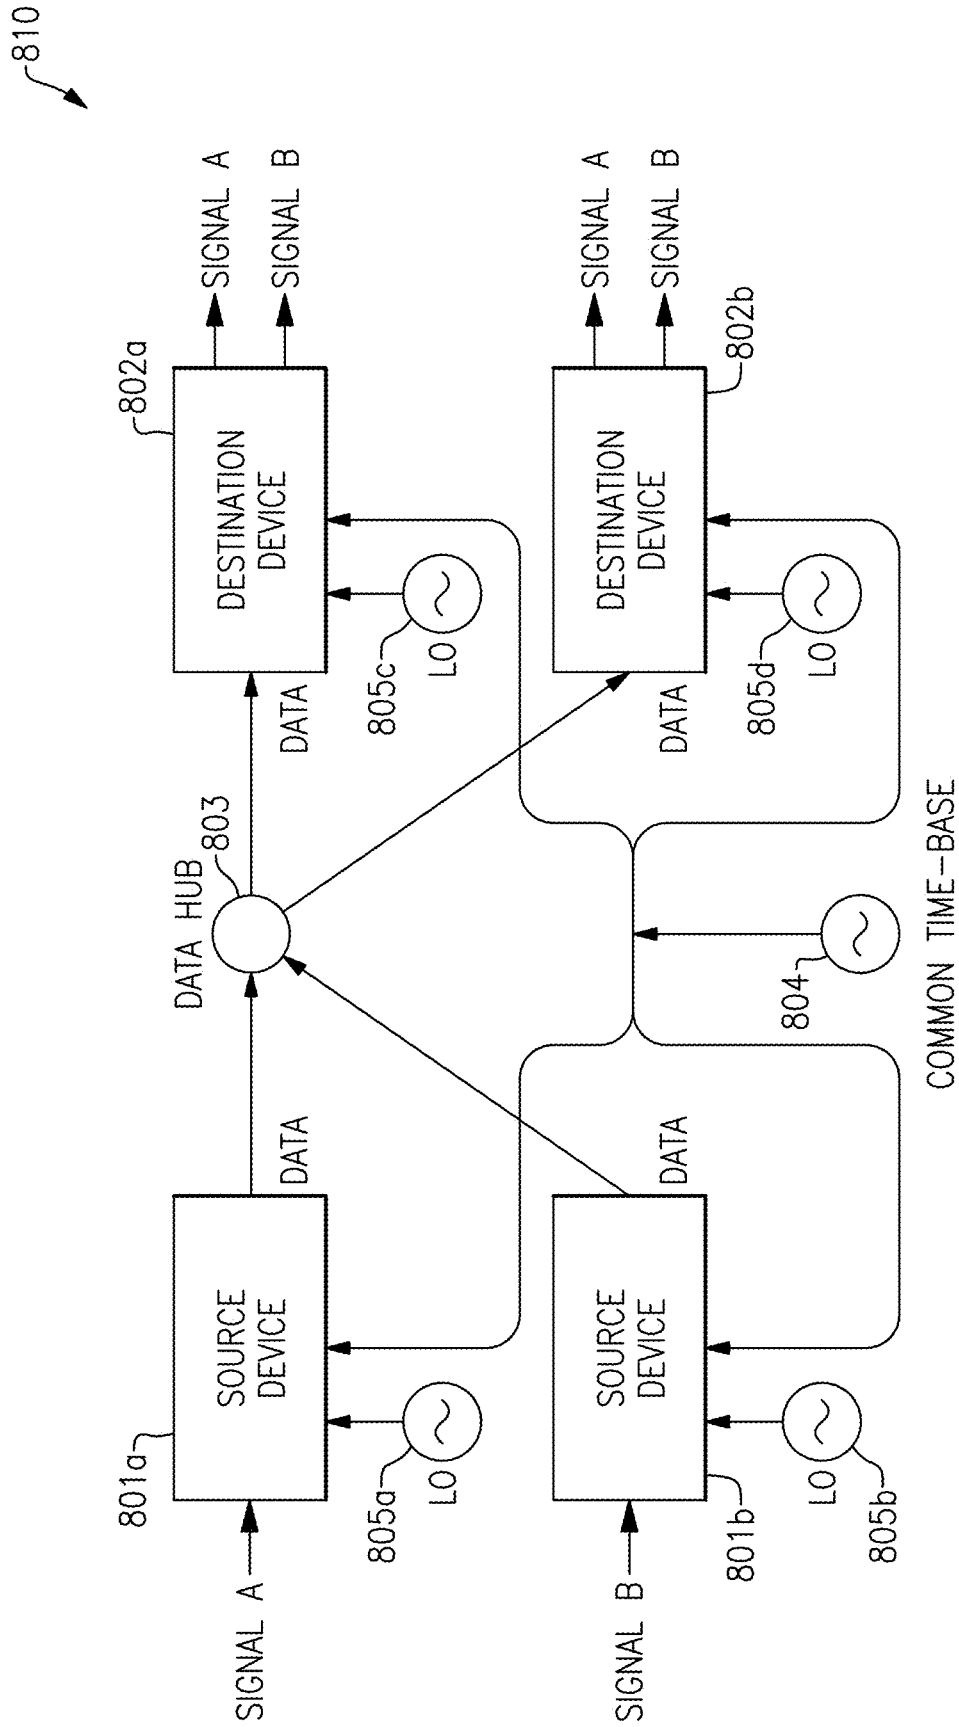 810
SIGNAL A
801a
SOURCE
DEVICE
DATA
805a
LO
DATA HUB
803
DATA
802a
DESTINATION
DEVICE
805c
LO
SIGNAL A
SIGNAL B
SIGNAL B
801b
SOURCE
DEVICE
DATA
805b
LO
804
COMMON TIME-BASE
DATA
802b
DESTINATION
DEVICE
805d
LO
SIGNAL A
SIGNAL B